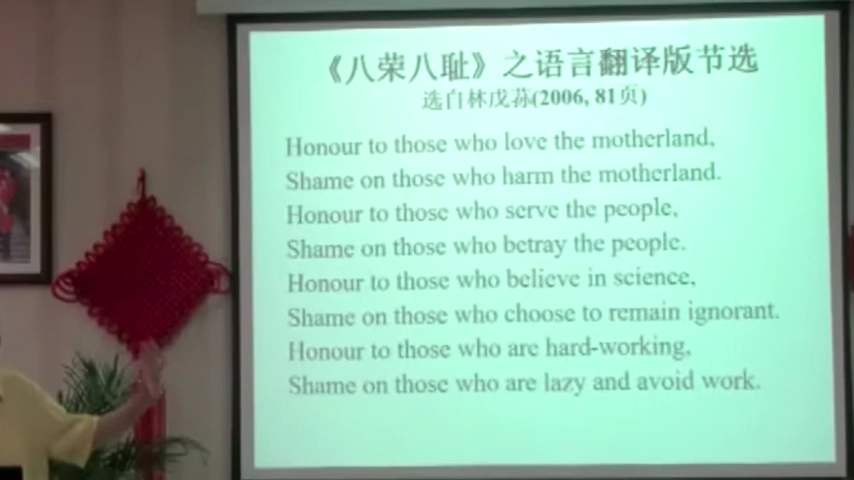 《八荣八耻》之语言翻译版节选
选自林戊荪(2006, 81页)
Honour to those who love the motherland,
Shame on those who harm the motherland.
Honour to those who serve the people,
Shame on those who betray the people.
Honour to those who believe in science,
Shame on those who choose to remain ignorant.
Honour to those who are hard-working,
Shame on those who are lazy and avoid work.